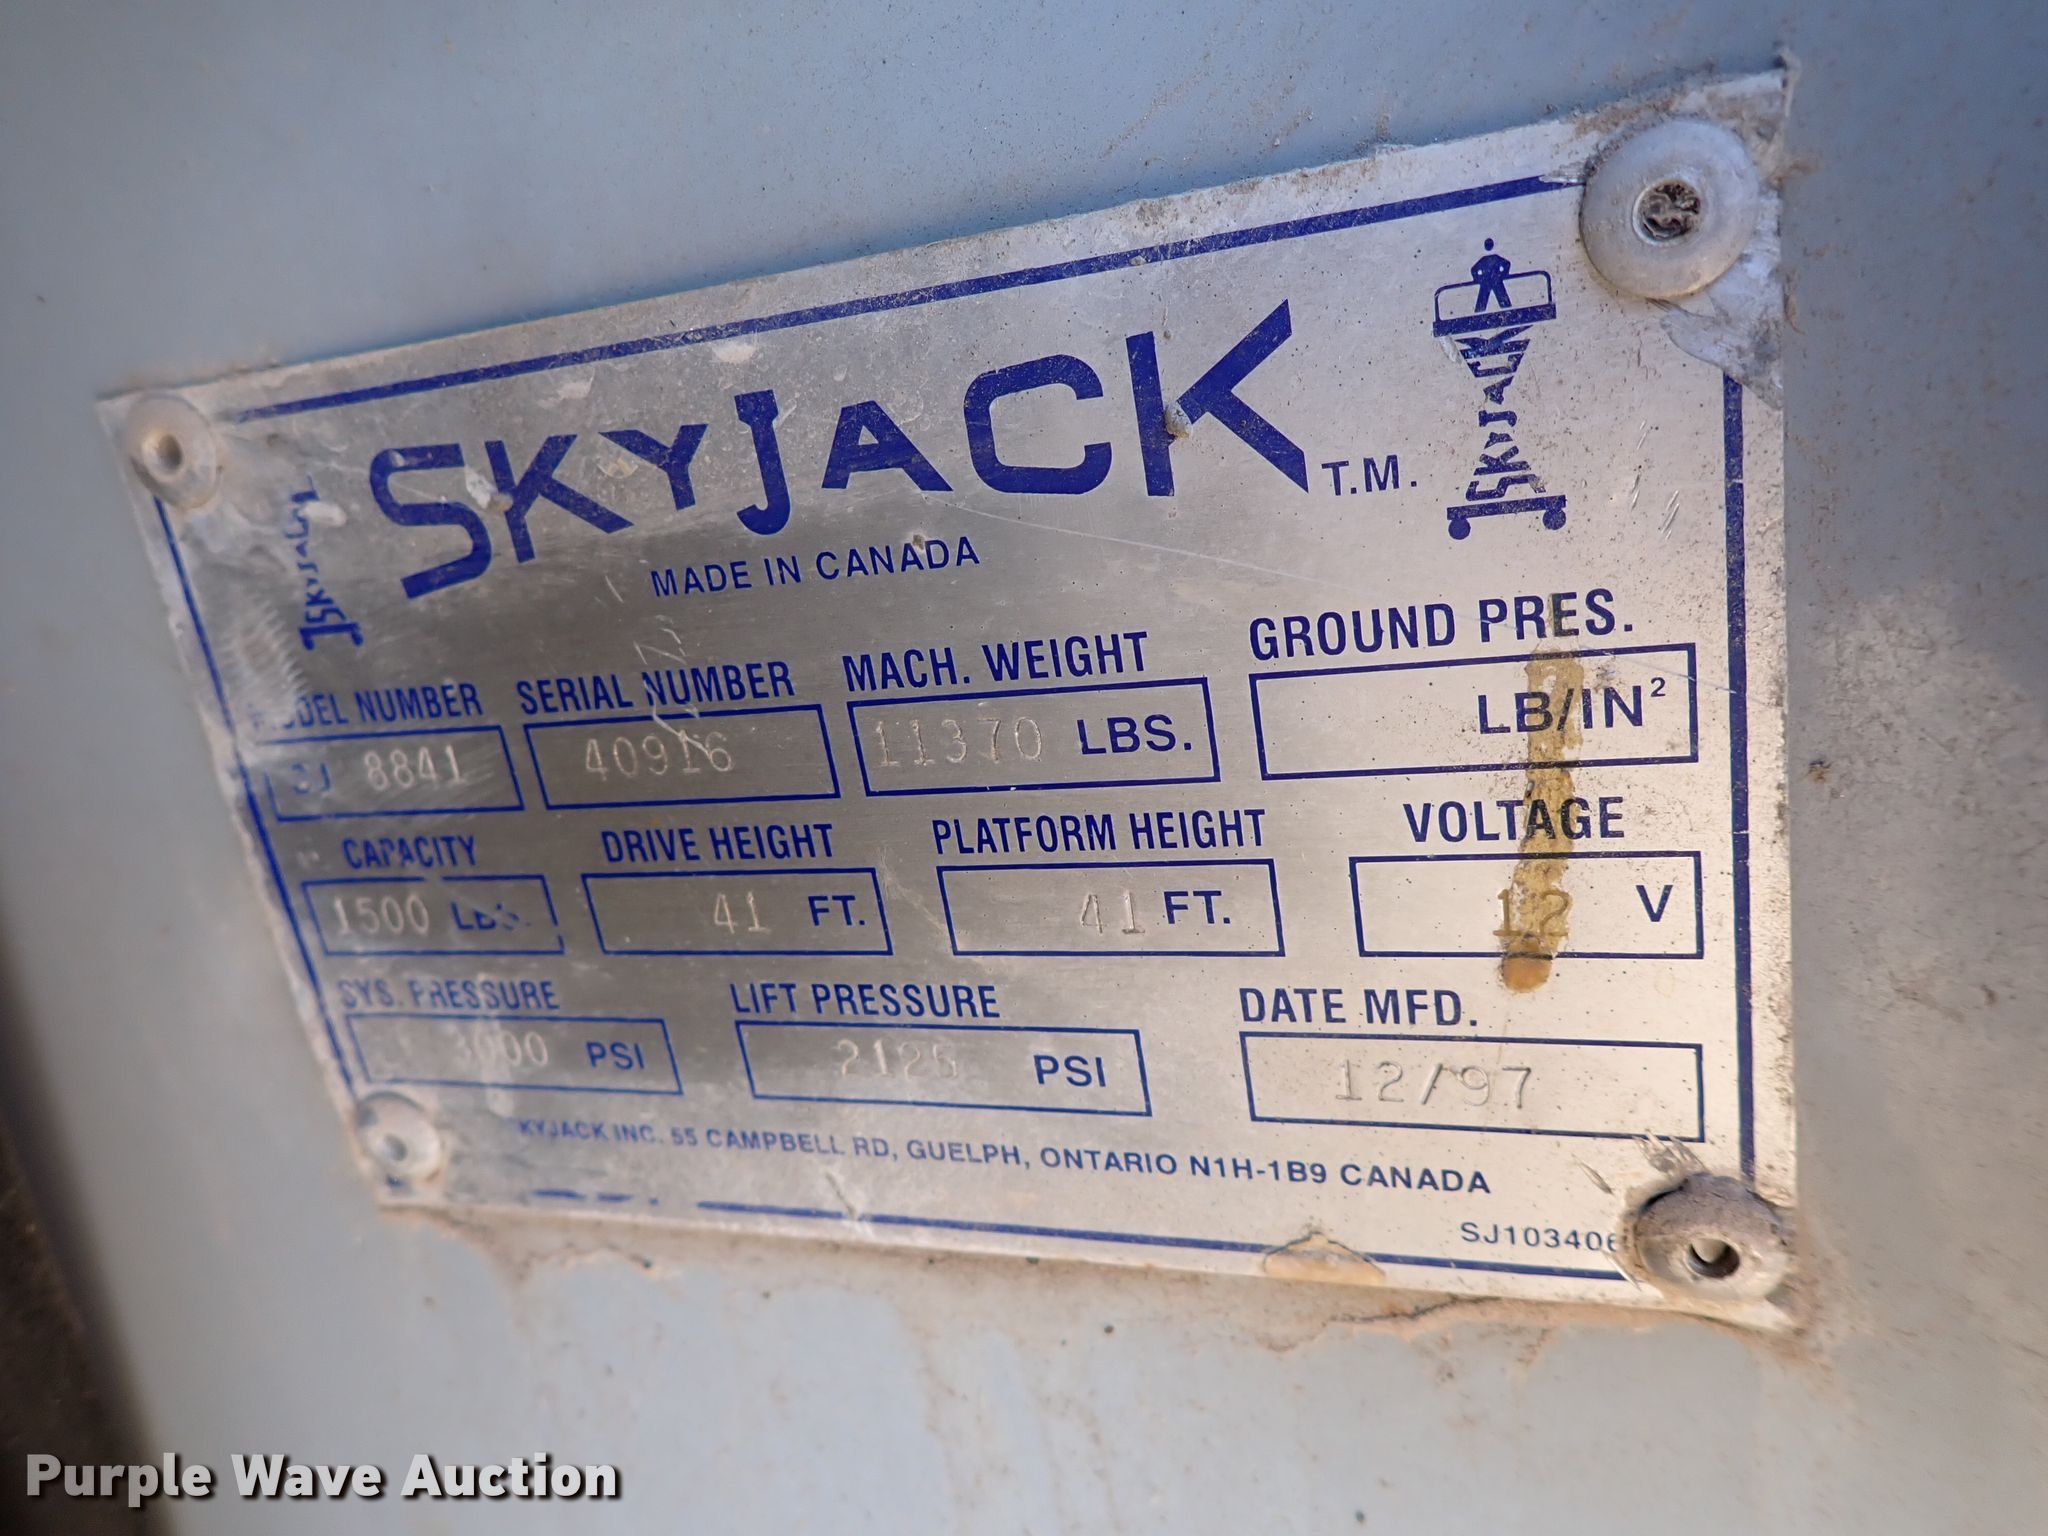 SKYJACK T.M.
SKYJACK
MADE IN CANADA
MODEL NUMBER SERIAL NUMBER MACH. WEIGHT GROUND PRES.
SJ 8841 40916 11370 LBS. LB/IN²
CAPACITY DRIVE HEIGHT PLATFORM HEIGHT VOLTAGE
1500 LBS. 41 FT. 41 FT. 12 V
SYS. PRESSURE LIFT PRESSURE DATE MFD.
3000 PSI 2125 PSI 12/97
KYJACK INC. 55 CAMPBELL RD, GUELPH, ONTARIO N1H-1B9 CANADA
SJ103406
Purple Wave Auction